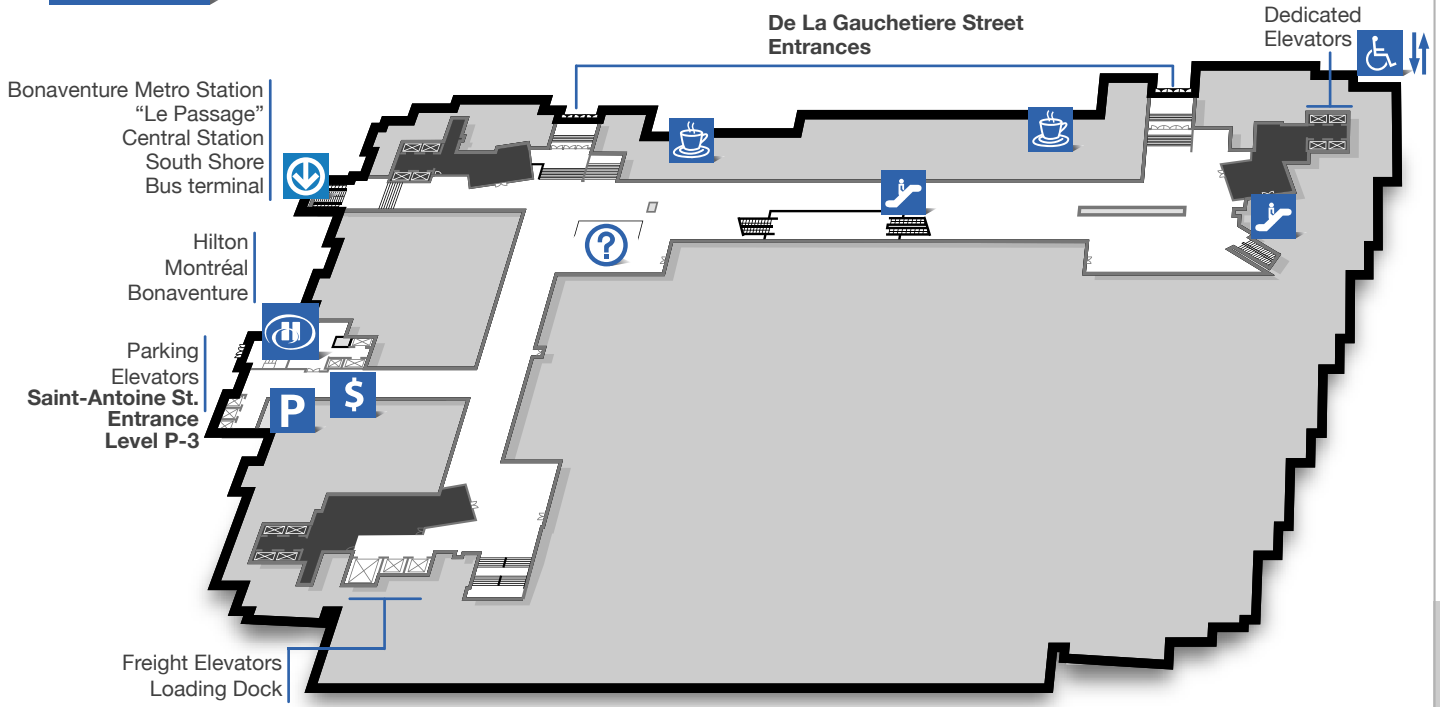 De La Gauchetiere Street
Entrances
Dedicated
Elevators
Bonaventure Metro Station
“Le Passage”
Central Station
South Shore
Bus terminal
Hilton
Montréal
Bonaventure
H
?
Parking
Elevators
Saint-Antoine St.
Entrance
Level P-3
P
$
Freight Elevators
Loading Dock